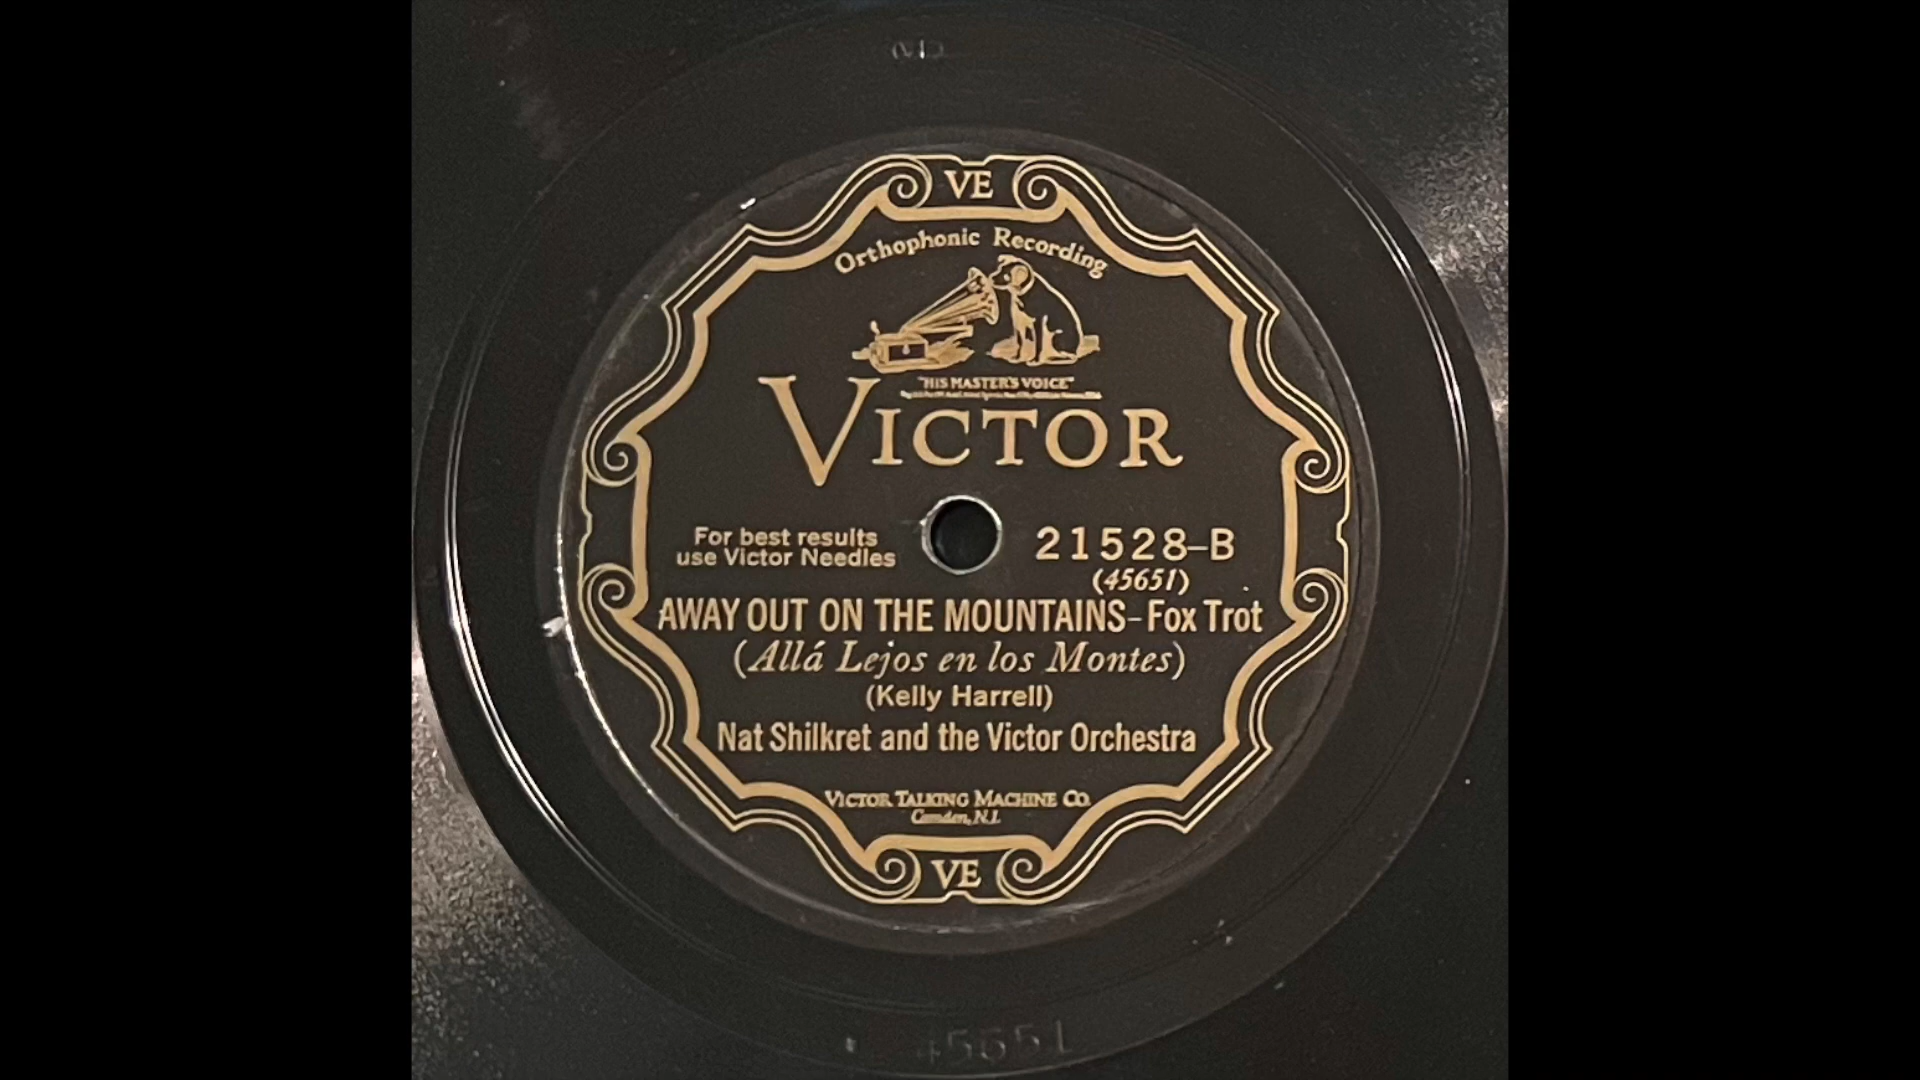 VE
Orthophonic Recording
"HIS MASTER'S VOICE"
VICTOR
For best results
use Victor Needles
21528-B
(45651)
AWAY OUT ON THE MOUNTAINS-Fox Trot
(Allá Lejos en los Montes)
(Kelly Harrell)
Nat Shilkret and the Victor Orchestra
VICTOR TALKING MACHINE CO.
Camden, N.J.
VE
45651